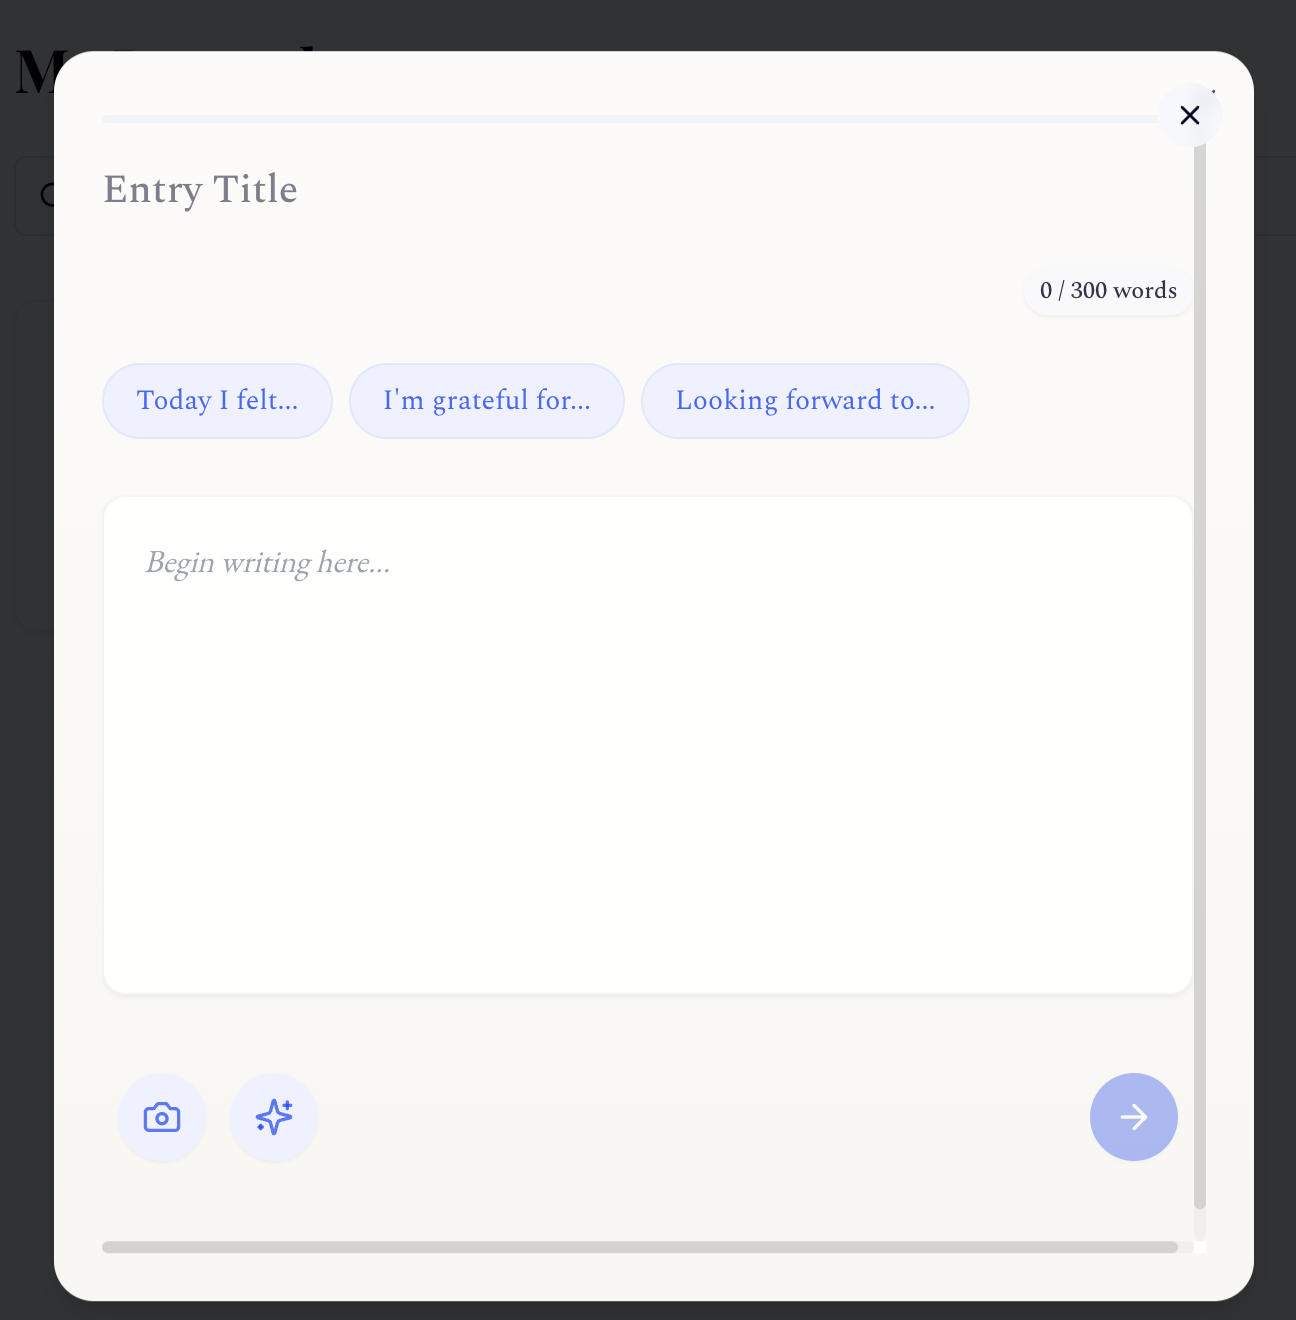 Entry Title
0 / 300 words
Today I felt...
I'm grateful for...
Looking forward to...
Begin writing here...